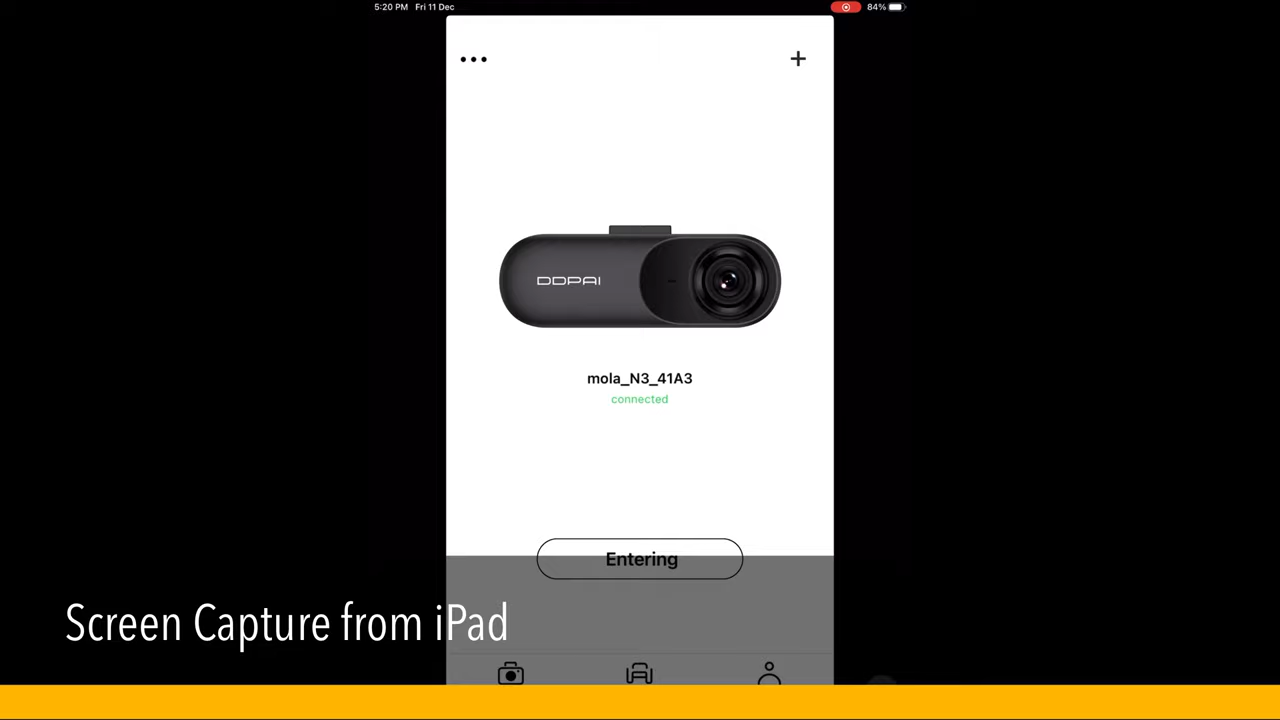 5:20 PM Fri 11 Dec
84%
DDPAI
mola_N3_41A3
connected
Entering
Screen Capture from iPad